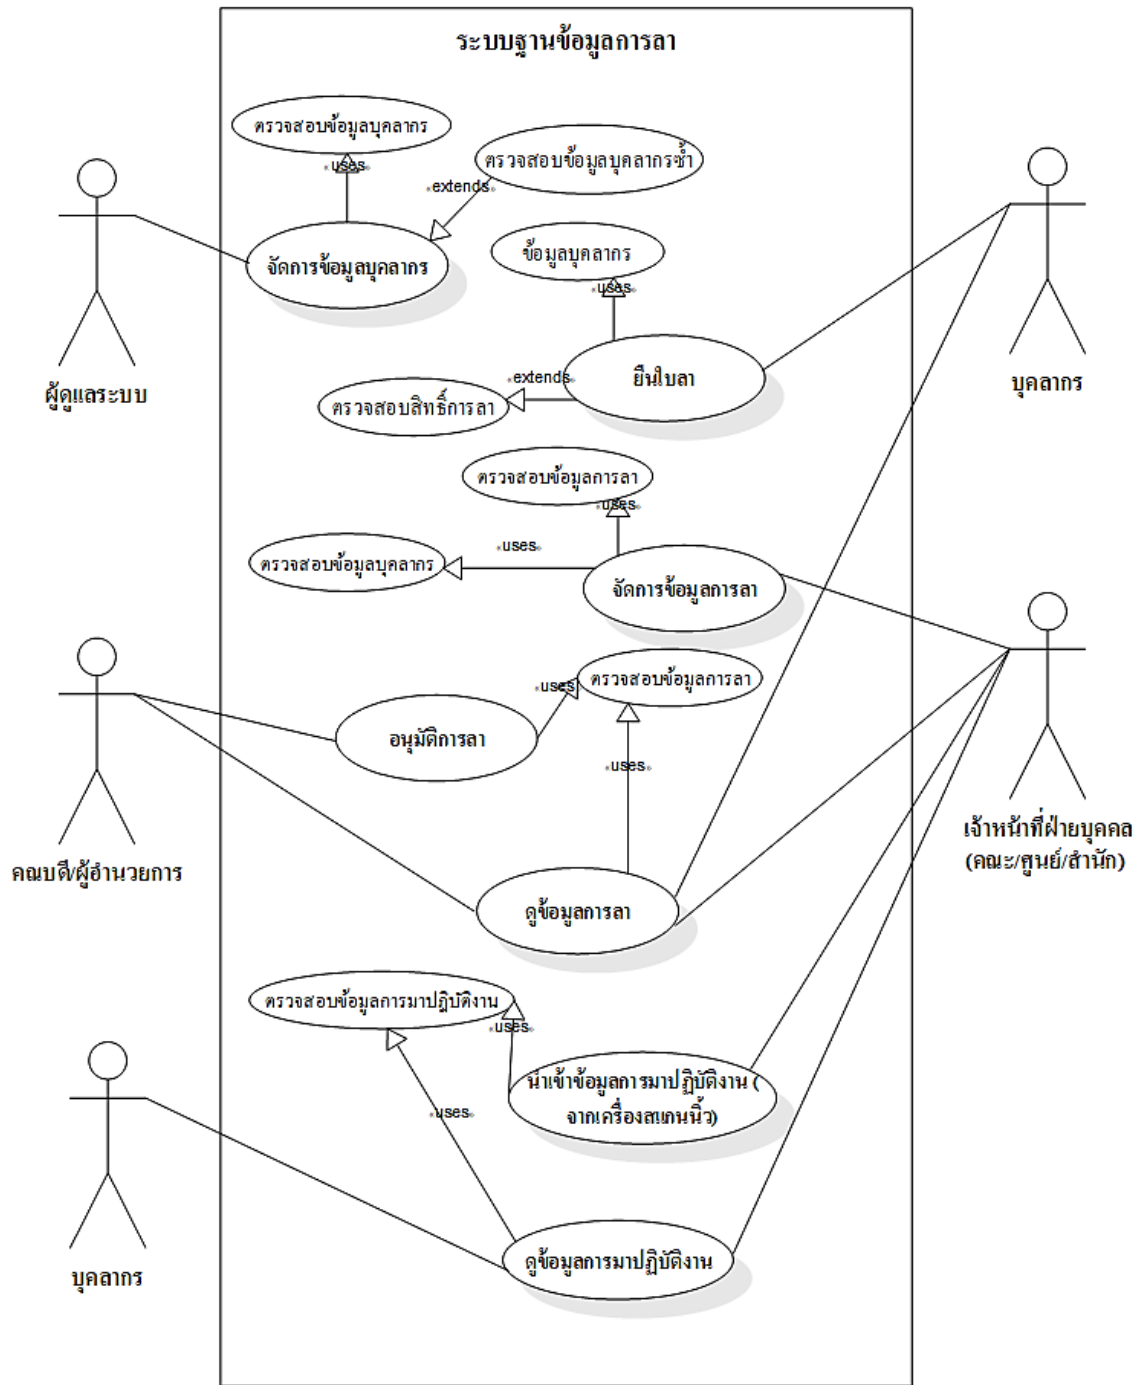 ระบบฐานข้อมูลการลา
ตรวจสอบข้อมูลบุคลากร
«uses»
ตรวจสอบข้อมูลบุคลากรซ้ำ
«extends»
จัดการข้อมูลบุคลากร
ผู้ดูแลระบบ
ข้อมูลบุคลากร
«uses»
ยื่นใบลา
«extends»
ตรวจสอบสิทธิ์การลา
บุคลากร
ตรวจสอบข้อมูลการลา
«uses»
«uses»
ตรวจสอบข้อมูลบุคลากร
จัดการข้อมูลการลา
ตรวจสอบข้อมูลการลา
«uses»
อนุมัติการลา
«uses»
คณบดี/ผู้อำนวยการ
เจ้าหน้าที่ฝ่ายบุคคล
(คณะ/ศูนย์/สำนัก)
ดูข้อมูลการลา
ตรวจสอบข้อมูลการมาปฎิบัติงาน
«uses»
นำเข้าข้อมูลการมาปฏิบัติงาน (
จากเครื่องสแกนนิ้ว)
«uses»
ดูข้อมูลการมาปฏิบัติงาน
บุคลากร